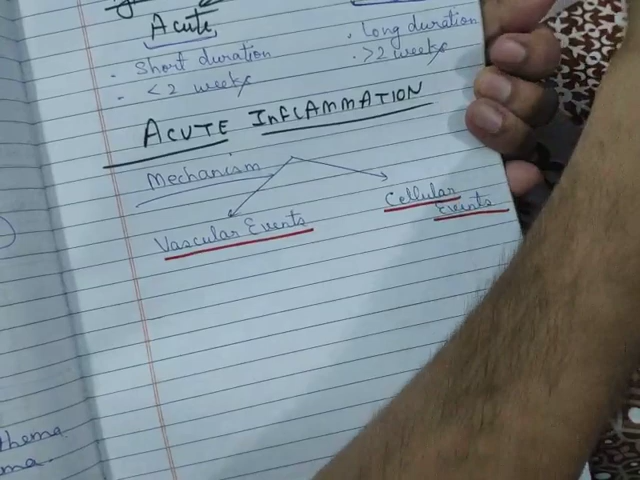 Acute
. Long duration
. Short duration
. >2 weeks
. <2 weeks
ACUTE INFLAMMATION
Mechanism
Cellular
Events
Vascular Events